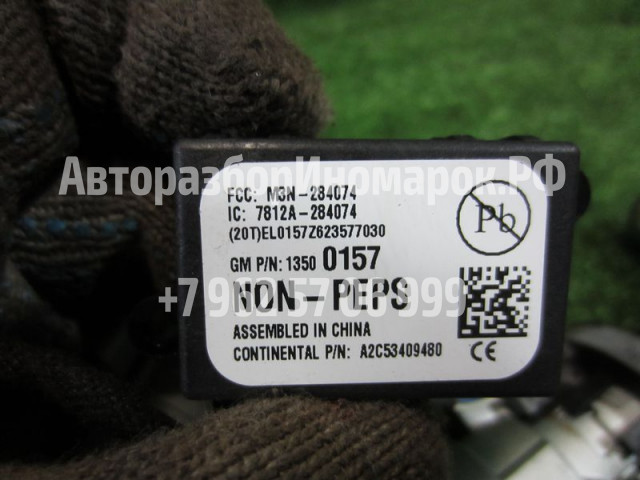 АвторазборИномарок.РФ
FCC: M3N-284074
IC: 7812A-284074
(20T)EL0157Z623577030
Pb
GM P/N: 1350 0157
NON-PEPS
ASSEMBLED IN CHINA
CONTINENTAL P/N: A2C53409480
CE